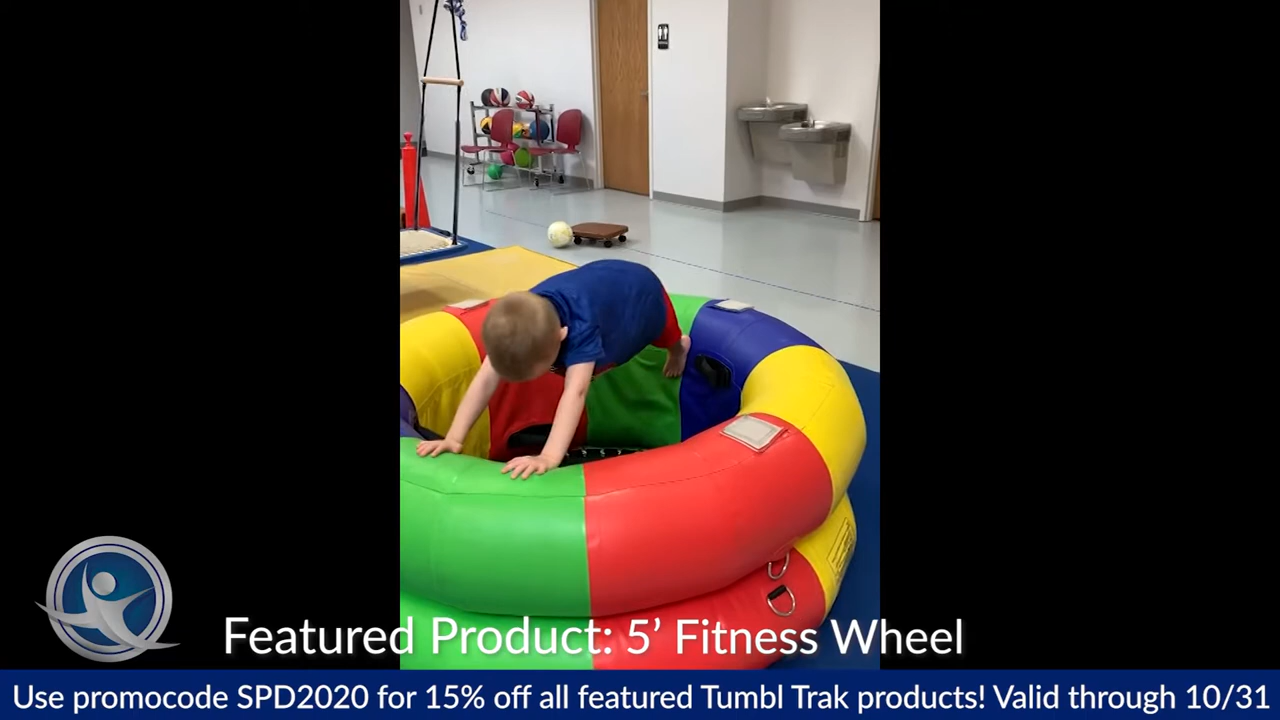 Featured Product: 5’ Fitness Wheel
Use promocode SPD2020 for 15% off all featured Tumbl Trak products! Valid through 10/31